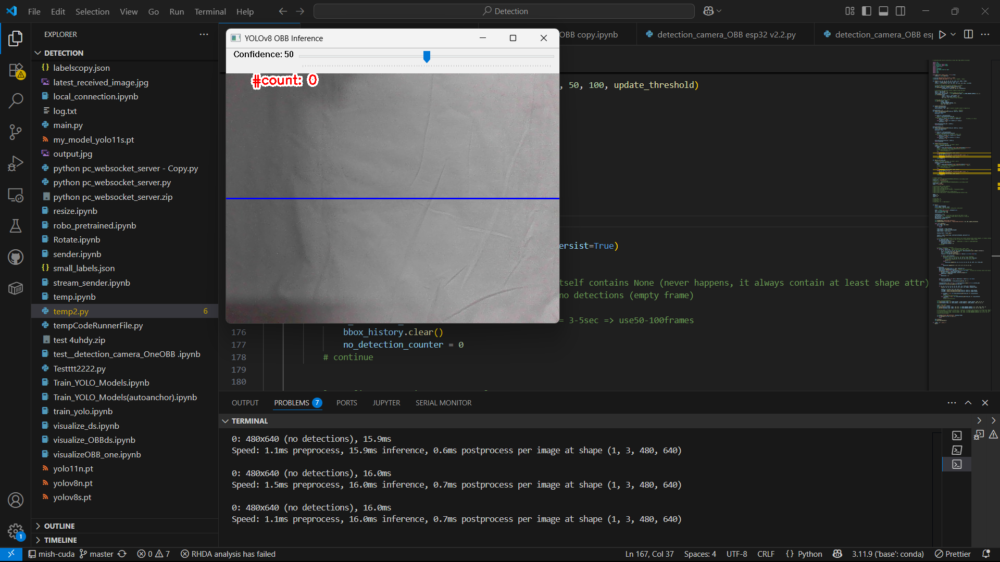 File Edit Selection View Go Run Terminal Help
Detection
EXPLORER
DETECTION
labelscopy.json
latest_received_image.jpg
local_connection.ipynb
log.txt
main.py
my_model_yolo11s.pt
output.jpg
python pc_websocket_server - Copy.py
python pc_websocket_server.py
python pc_websocket_server.zip
resize.ipynb
robo_pretrained.ipynb
Rotate.ipynb
sender.ipynb
small_labels.json
stream_sender.ipynb
temp.ipynb
temp2.py 6
tempCodeRunnerFile.py
test 4uhdy.zip
test__detection_camera_OneOBB .ipynb
Testttt2222.py
Train_YOLO_Models.ipynb
Train_YOLO_Models(autoanchor).ipynb
train_yolo.ipynb
visualize_ds.ipynb
visualize_OBBds.ipynb
visualizeOBB_one.ipynb
yolo11n.pt
yolov8n.pt
yolov8s.pt
OUTLINE
TIMELINE
YOLOv8 OBB Inference
Confidence: 50
#count: 0
OBB copy.ipynb
detection_camera_OBB esp32 v2.2.py
detection_camera_OBB esp
, 50, 100, update_threshold)
ersist=True)
tself contains None (never happens, it always contain at least shape attr)
no detections (empty frame)
= 3-5sec => use50-100frames
176 bbox_history.clear()
177 no_detection_counter = 0
178 # continue
179
180
OUTPUT PROBLEMS 7 PORTS JUPYTER SERIAL MONITOR
TERMINAL
0: 480x640 (no detections), 15.9ms
Speed: 1.1ms preprocess, 15.9ms inference, 0.6ms postprocess per image at shape (1, 3, 480, 640)
0: 480x640 (no detections), 16.0ms
Speed: 1.5ms preprocess, 16.0ms inference, 0.7ms postprocess per image at shape (1, 3, 480, 640)
0: 480x640 (no detections), 16.0ms
Speed: 1.1ms preprocess, 16.0ms inference, 0.7ms postprocess per image at shape (1, 3, 480, 640)
1
mish-cuda master 0 7 RHDA analysis has failed Ln 167, Col 37 Spaces: 4 UTF-8 CRLF {} Python 3.11.9 ('base': conda) Prettier